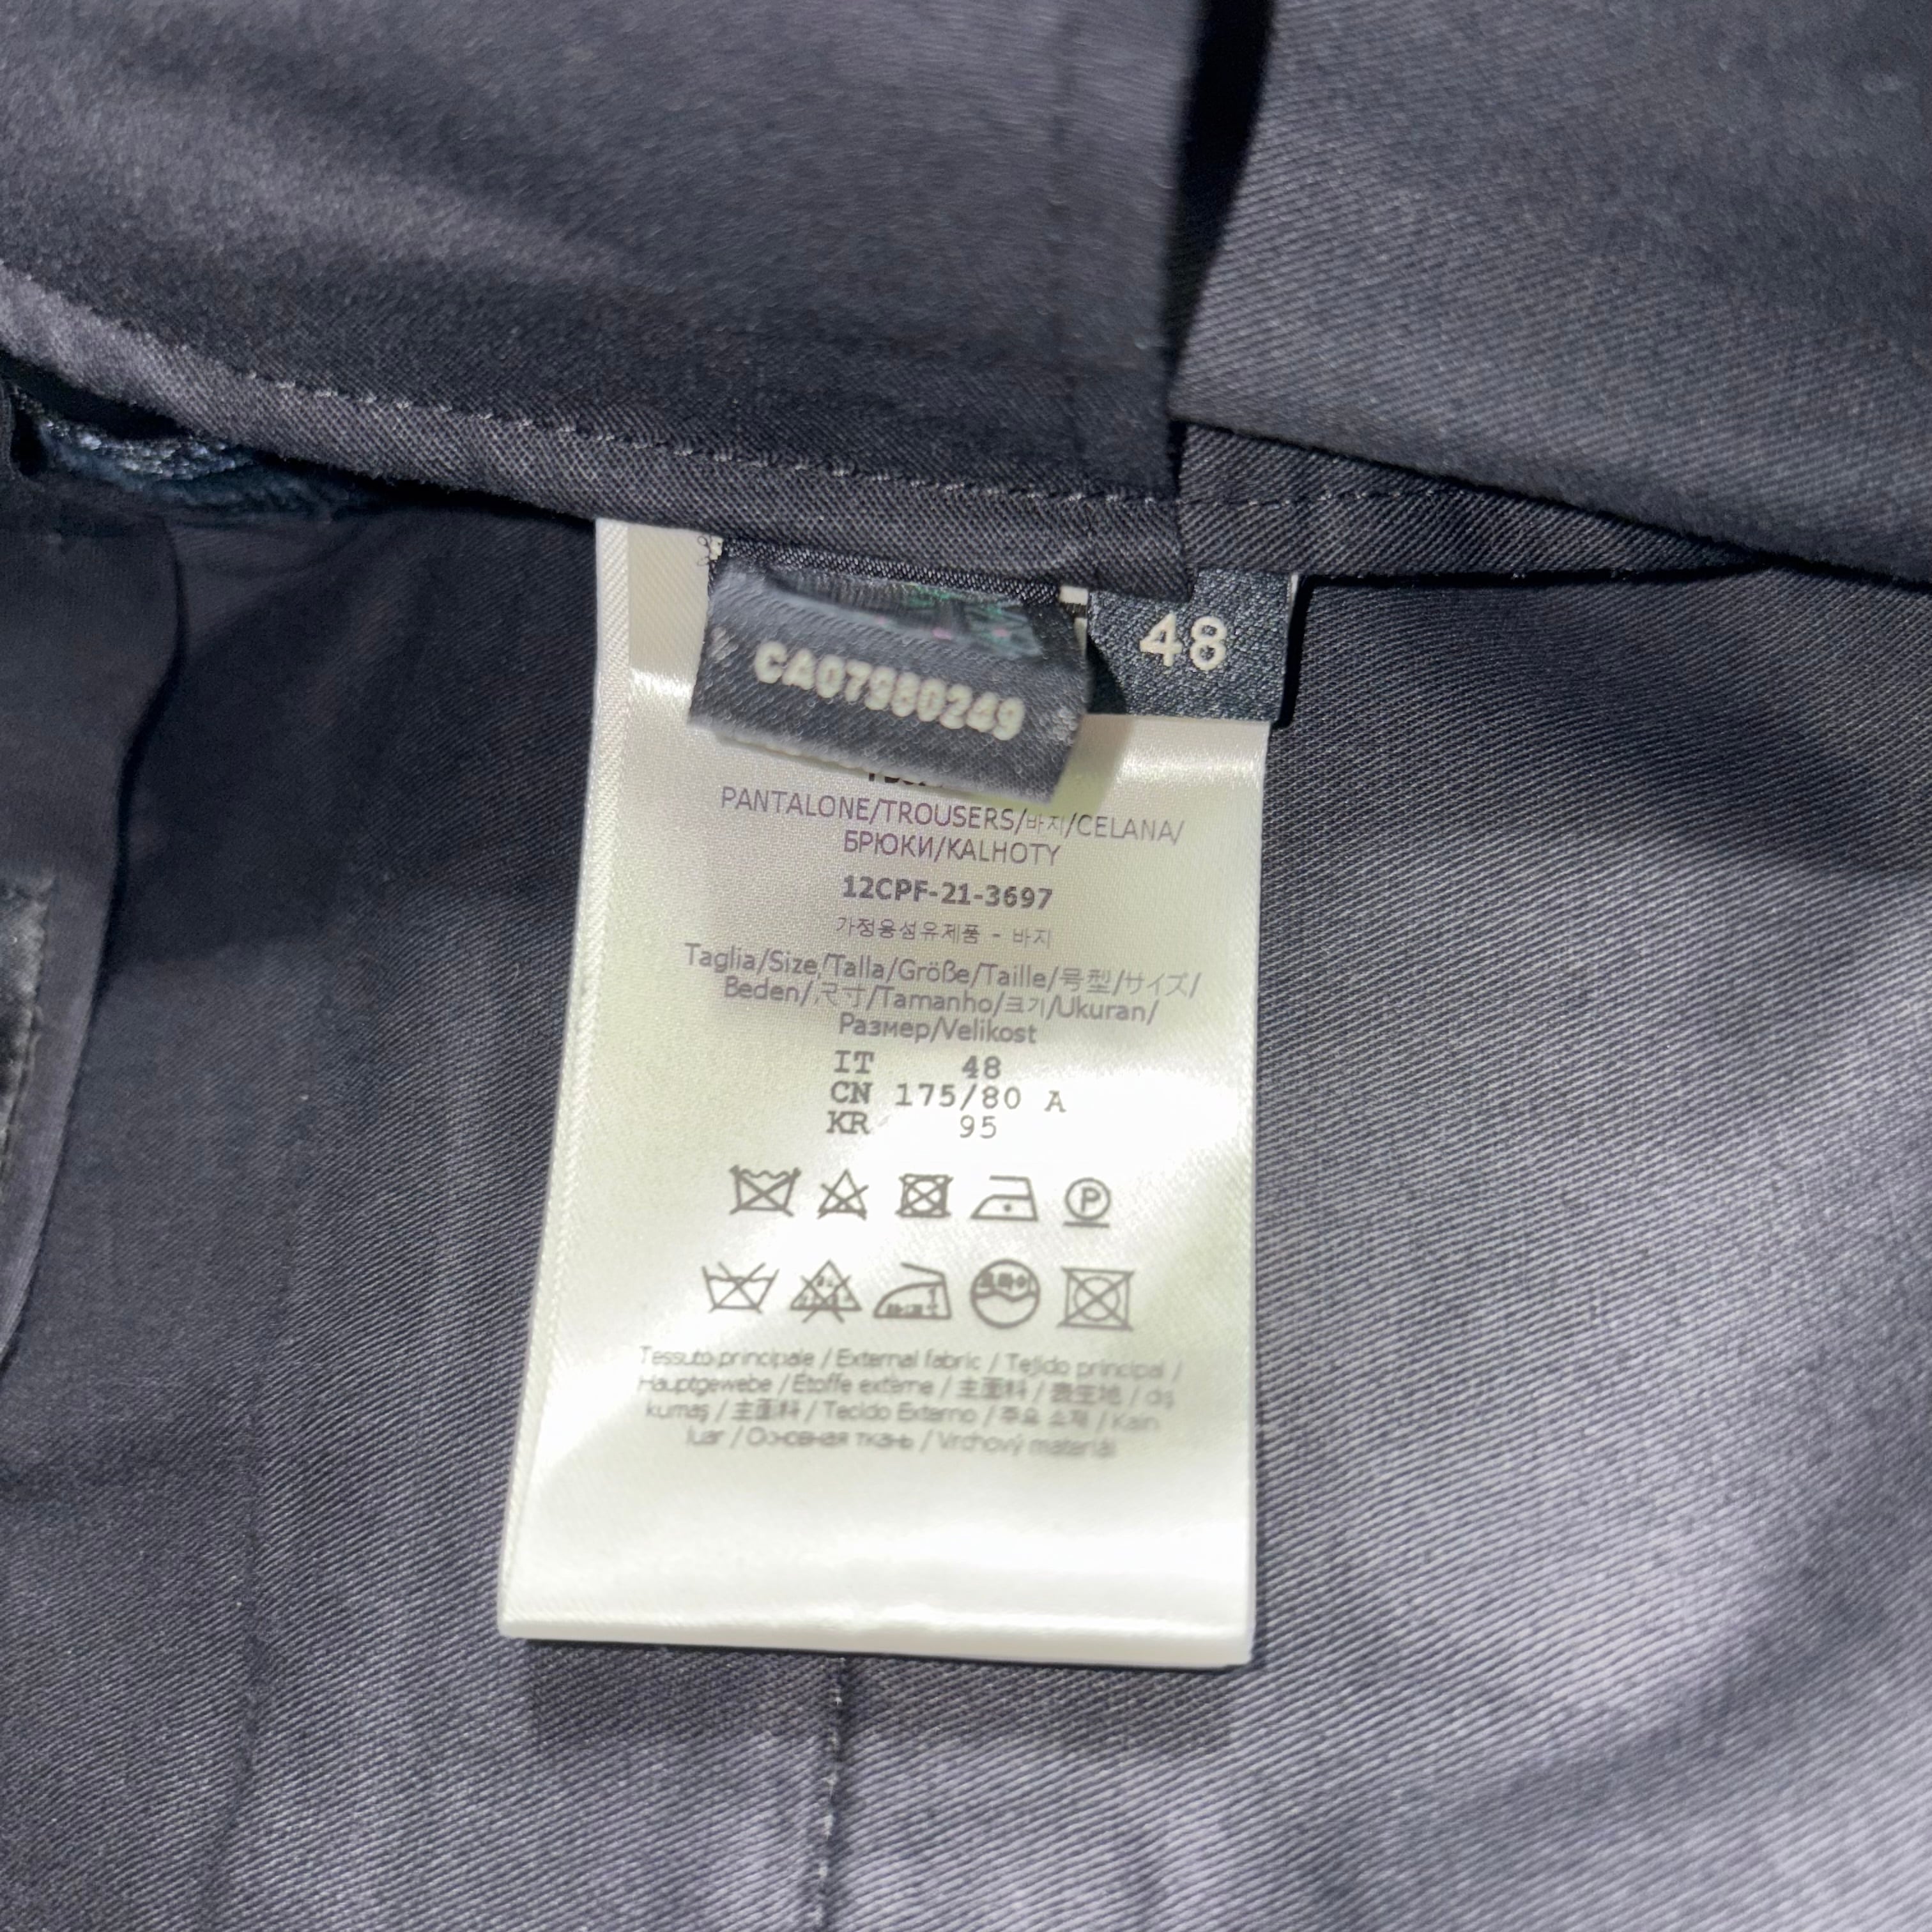 CA07980249
48
PANTALONE/TROUSERS/바지/CELANA/
БРЮКИ/KALHOTY
12CPF-21-3697
가정용섬유제품 - 바지
Taglia/Size/Talla/Größe/Taille/号型/サイズ/
Beden/尺寸/Tamanho/크기/Ukuran/
Размер/Velikost
IT 48
CN 175/80 A
KR 95
P
Tessuto principale / External fabric / Tejido principal /
Hauptgewebe / Étoffe externe / 主面料 / 表生地 / dış
kumaş / 主面料 / Tecido Externo / 주요 소재 / Kain
luar / Основная ткань / Vrchový materiál